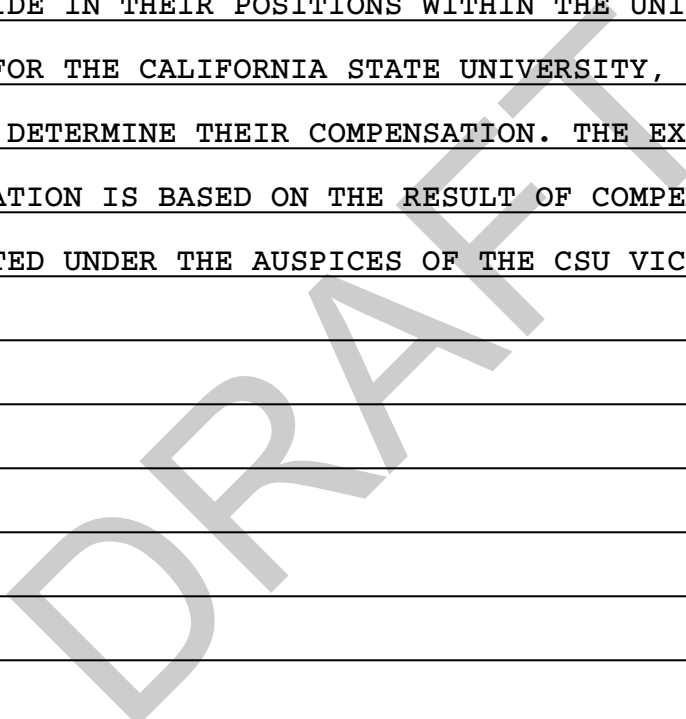 IDE IN THEIR POSITIONS WITHIN THE UNI
FOR THE CALIFORNIA STATE UNIVERSITY,
DETERMINE THEIR COMPENSATION. THE EX
ATION IS BASED ON THE RESULT OF COMPE
TED UNDER THE AUSPICES OF THE CSU VIC
DRAFT